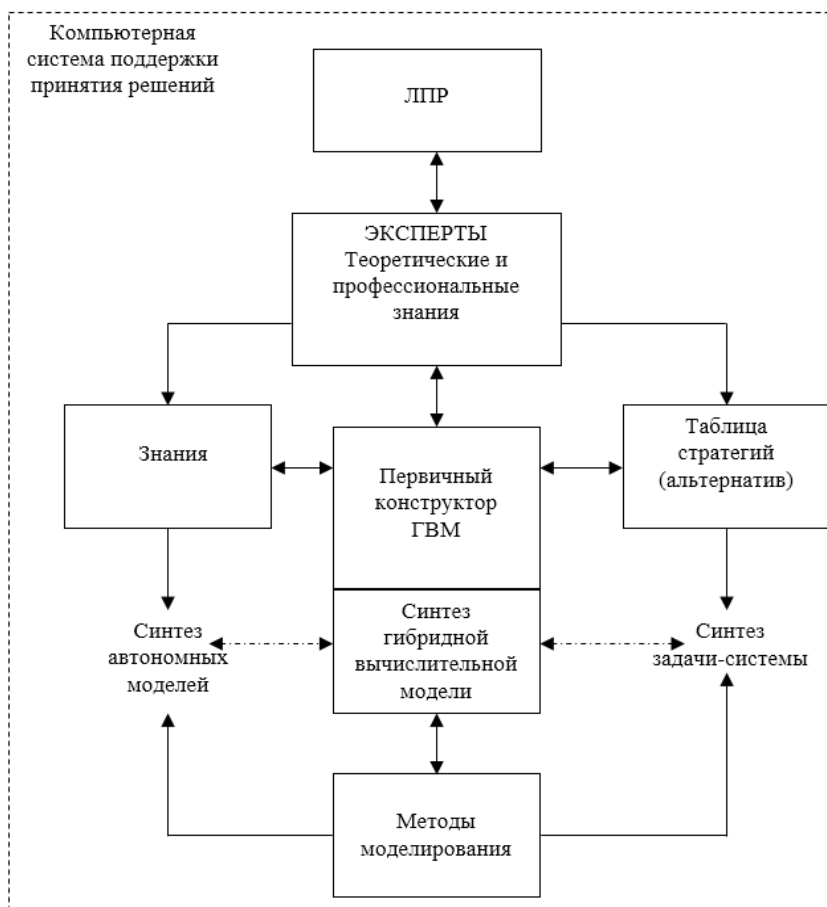 Компьютерная
система поддержки
принятия решений
ЛПР
ЭКСПЕРТЫ
Теоретические и
профессиональные
знания
Знания
Первичный
конструктор
ГВМ
Таблица
стратегий
(альтернатив)
Синтез
автономных
моделей
Синтез
гибридной
вычислительной
модели
Синтез
задачи-системы
Методы
моделирования